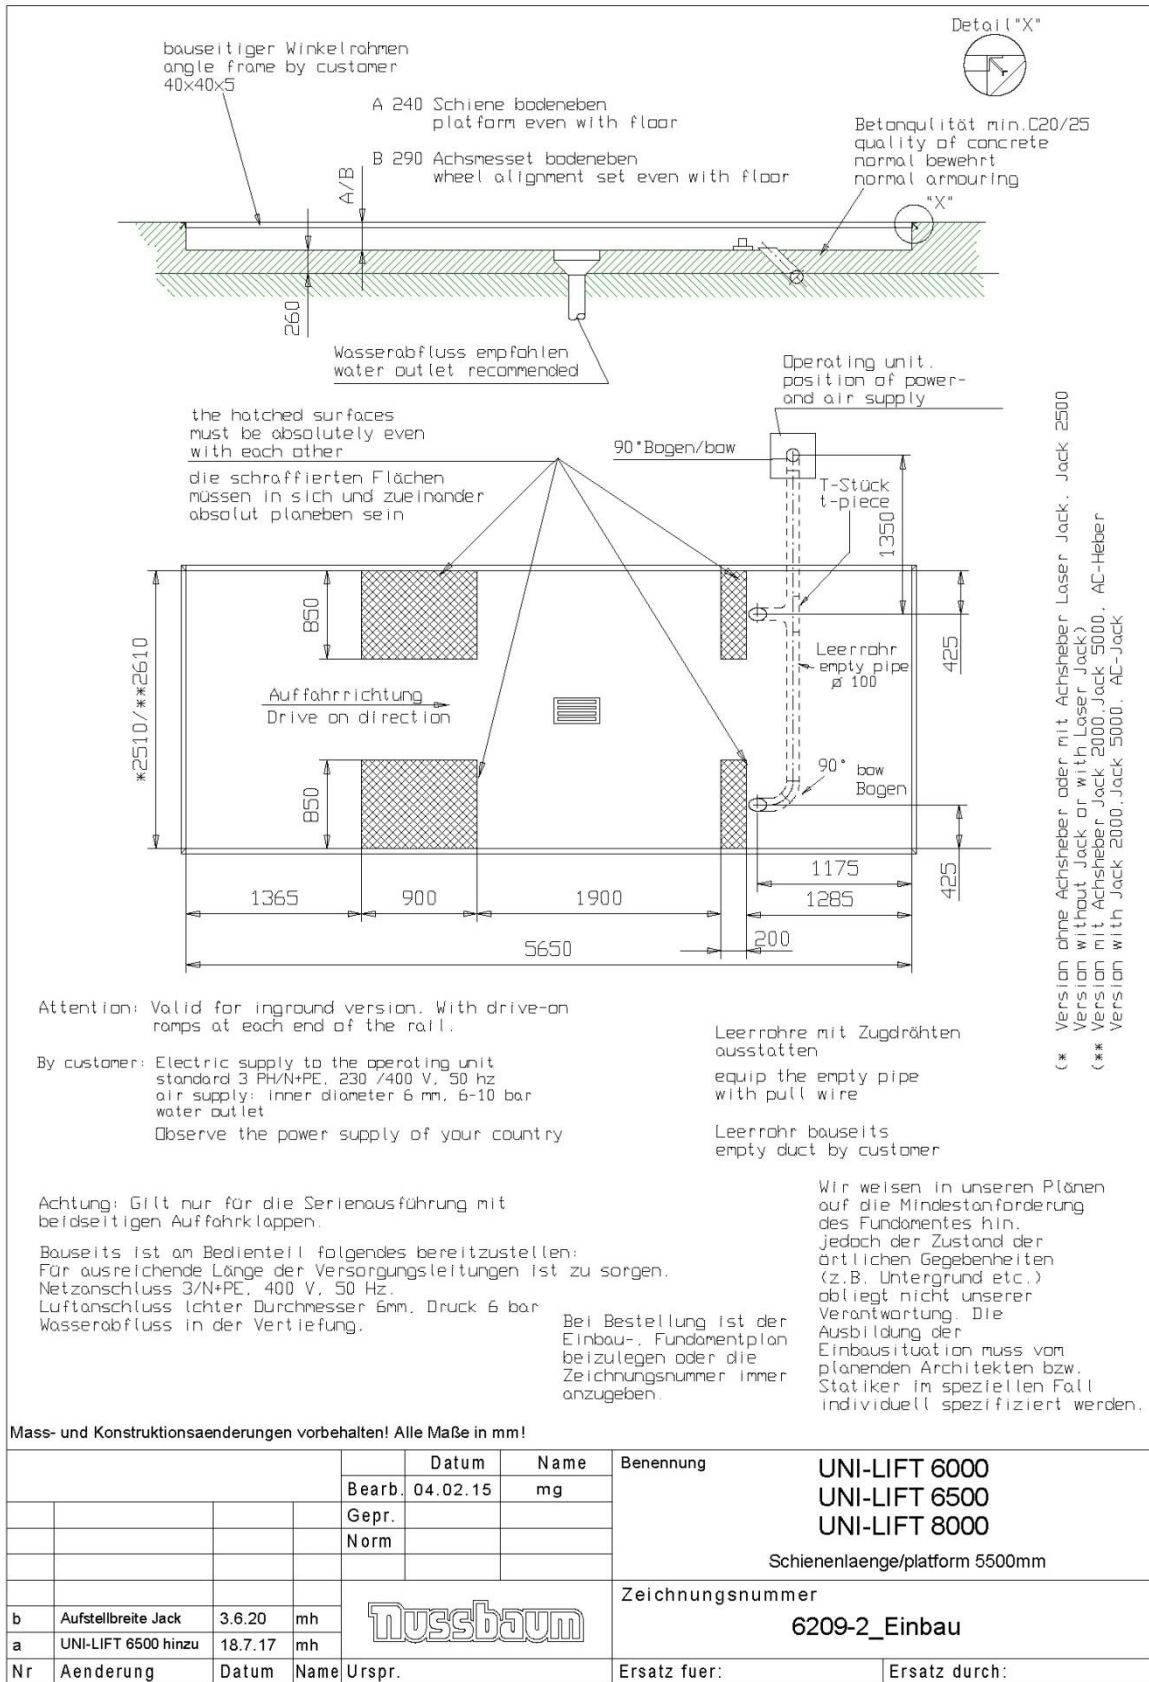 Detail"X"
bauseitiger Winkelrahmen
angle frame by customer
40x40x5
A 240 Schiene bodeneben
platform even with floor
B 290 Achsmesset bodeneben
wheel alignment set even with floor
Betonqulität min.C20/25
quality of concrete
normal bewehrt
normal armouring
"X"
A/B
r
260
Wasserabfluss empfohlen
water outlet recommended
Operating unit.
position of power-
and air supply
the hatched surfaces
must be absolutely even
with each other
die schraffierten Flächen
müssen in sich und zueinander
absolut planeben sein
90°Bogen/bow
T-Stück
t-piece
1350
850
425
*2510/**2610
Leerrohr
empty pipe
ø 100
Auffahrrichtung
Drive on direction
850
90° bow
Bogen
425
1175
1365
900
1900
1285
200
5650
(* Version ohne Achsheber oder mit Achsheber Laser Jack. Jack 2500
Version without Jack or with Laser Jack)
(** Version mit Achsheber Jack 2000.Jack 5000. AC-Heber
Version with Jack 2000.Jack 5000. AC-Jack
Attention: Valid for inground version. With drive-on
ramps at each end of the rail.
By customer: Electric supply to the operating unit
standard 3 PH/N+PE, 230 /400 V, 50 hz
air supply: inner diameter 6 mm, 6-10 bar
water outlet
Observe the power supply of your country
Leerrohre mit Zugdrähten
ausstatten
equip the empty pipe
with pull wire
Leerrohr bauseits
empty duct by customer
Achtung: Gilt nur für die Serienausführung mit
beidseitigen Auffahrklappen.
Bauseits ist am Bedienteil folgendes bereitzustellen:
Für ausreichende Länge der Versorgungsleitungen ist zu sorgen.
Netzanschluss 3/N+PE, 400 V, 50 Hz.
Luftanschluss lchter Durchmesser 6mm, Druck 6 bar
Wasserabfluss in der Vertiefung.
Bei Bestellung ist der
Einbau-, Fundamentplan
beizulegen oder die
Zeichnungsnummer immer
anzugeben.
Wir weisen in unseren Plänen
auf die Mindestanforderung
des Fundamentes hin.
jedoch der Zustand der
örtlichen Gegebenheiten
(z.B. Untergrund etc.)
obliegt nicht unserer
Verantwortung. Die
Ausbildung der
Einbausituation muss vom
planenden Architekten bzw.
Statiker im speziellen Fall
individuell spezifiziert werden.
Mass- und Konstruktionsaenderungen vorbehalten! Alle Maße in mm!
Datum Name
Bearb. 04.02.15 mg
Gepr.
Norm
Benennung
UNI-LIFT 6000
UNI-LIFT 6500
UNI-LIFT 8000
Schienenlaenge/platform 5500mm
Zeichnungsnummer
6209-2_Einbau
nussbaum
b Aufstellbreite Jack 3.6.20 mh
a UNI-LIFT 6500 hinzu 18.7.17 mh
Nr Aenderung Datum Name Urspr.
Ersatz fuer: Ersatz durch: